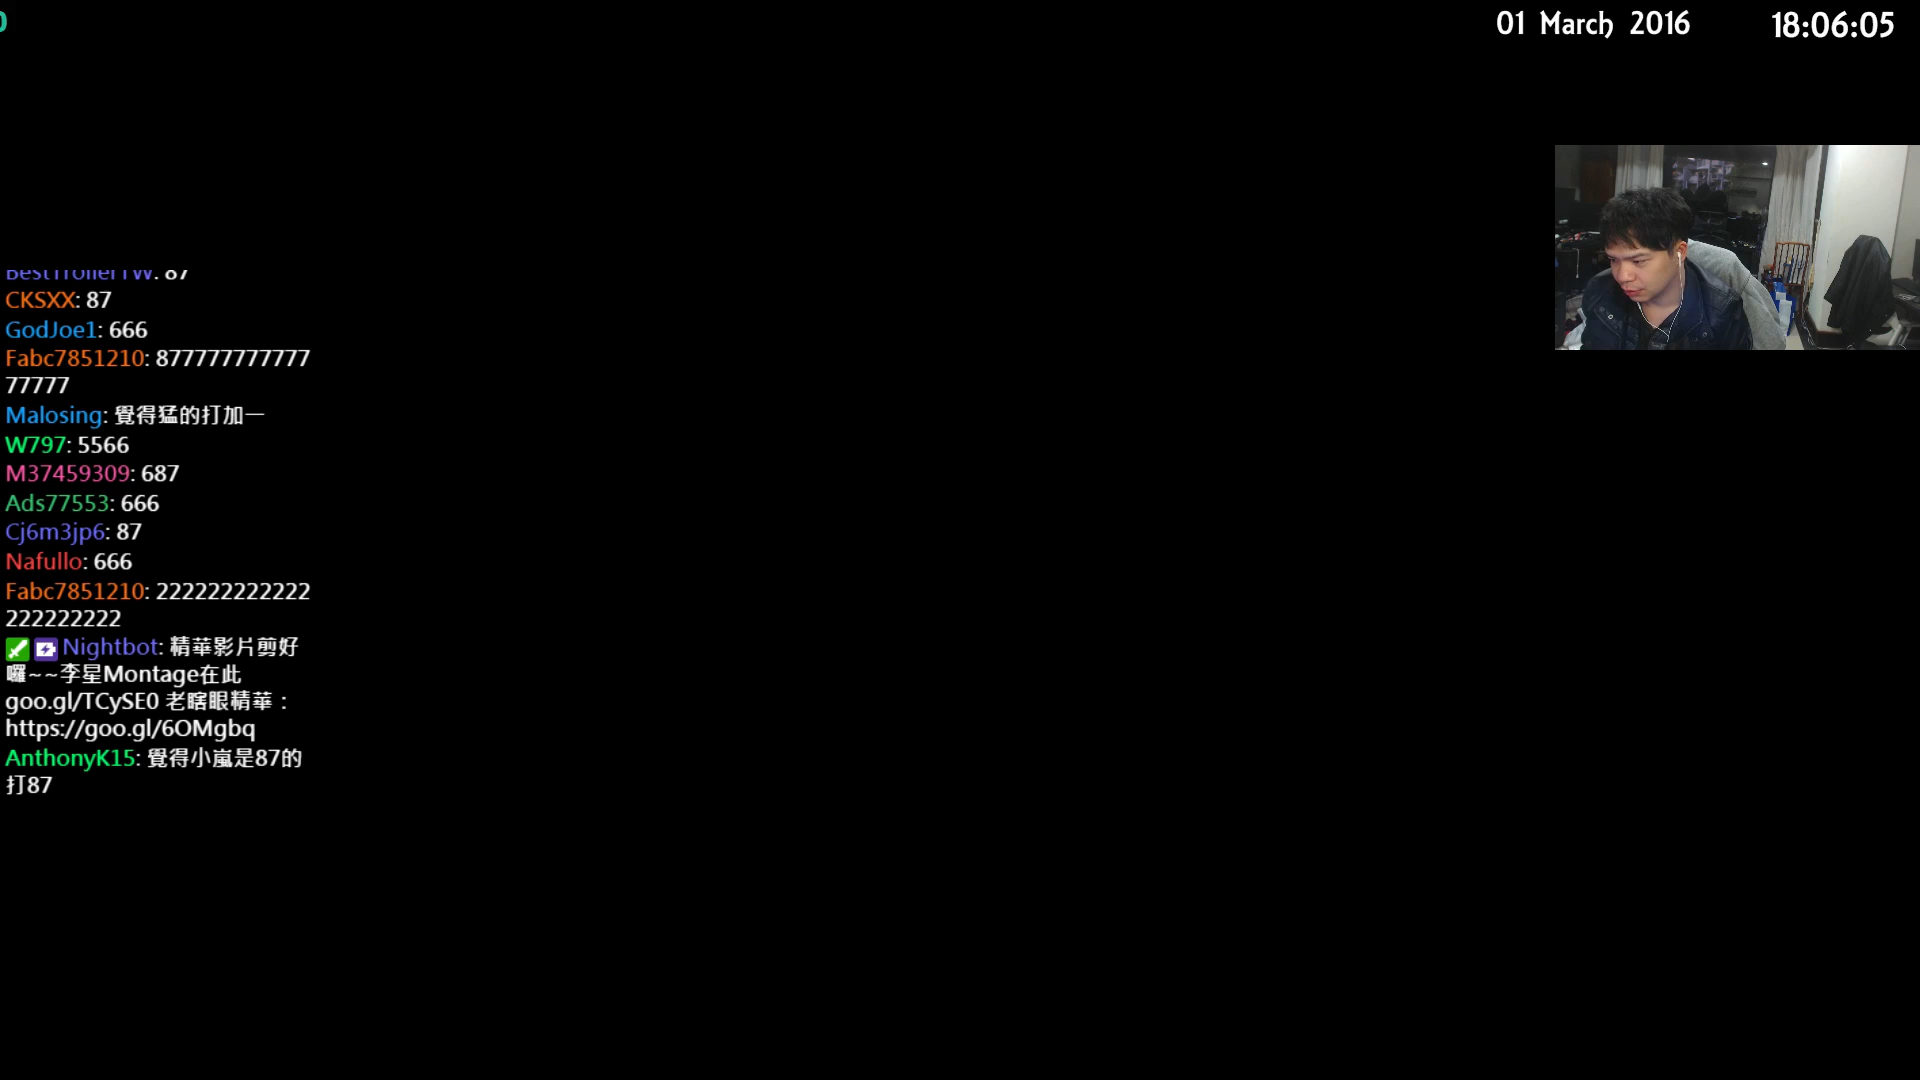 01 March 2016
18:06:05
BestTrollerTW: 87
CKSXX: 87
GodJoe1: 666
Fabc7851210: 877777777777
77777
Malosing: 覺得猛的打加一
W797: 5566
M37459309: 687
Ads77553: 666
Cj6m3jp6: 87
Nafullo: 666
Fabc7851210: 222222222222
222222222
Nightbot: 精華影片剪好
囉~~李星Montage在此
goo.gl/TCySE0 老瞎眼精華：
https://goo.gl/6OMgbq
AnthonyK15: 覺得小嵐是87的
打87